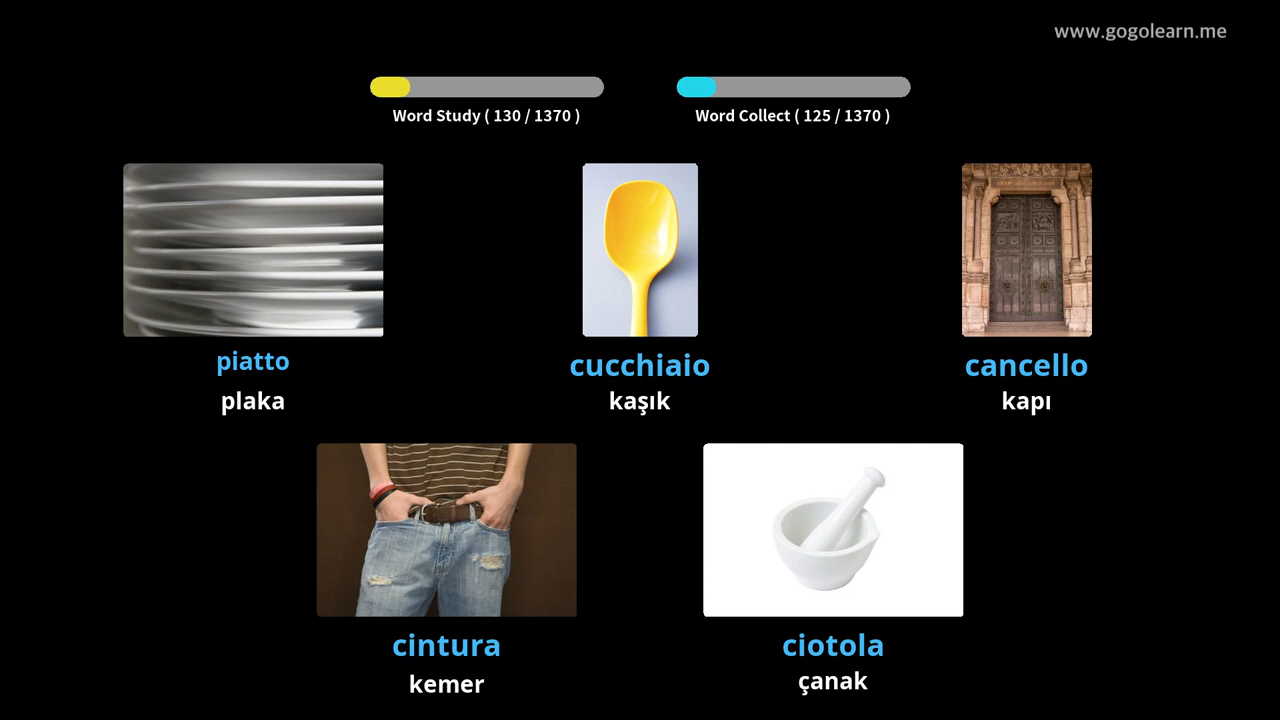 www.gogolearn.me
Word Study ( 130 / 1370 )
Word Collect ( 125 / 1370 )
piatto
plaka
cucchiaio
kaşık
cancello
kapı
cintura
kemer
ciotola
çanak